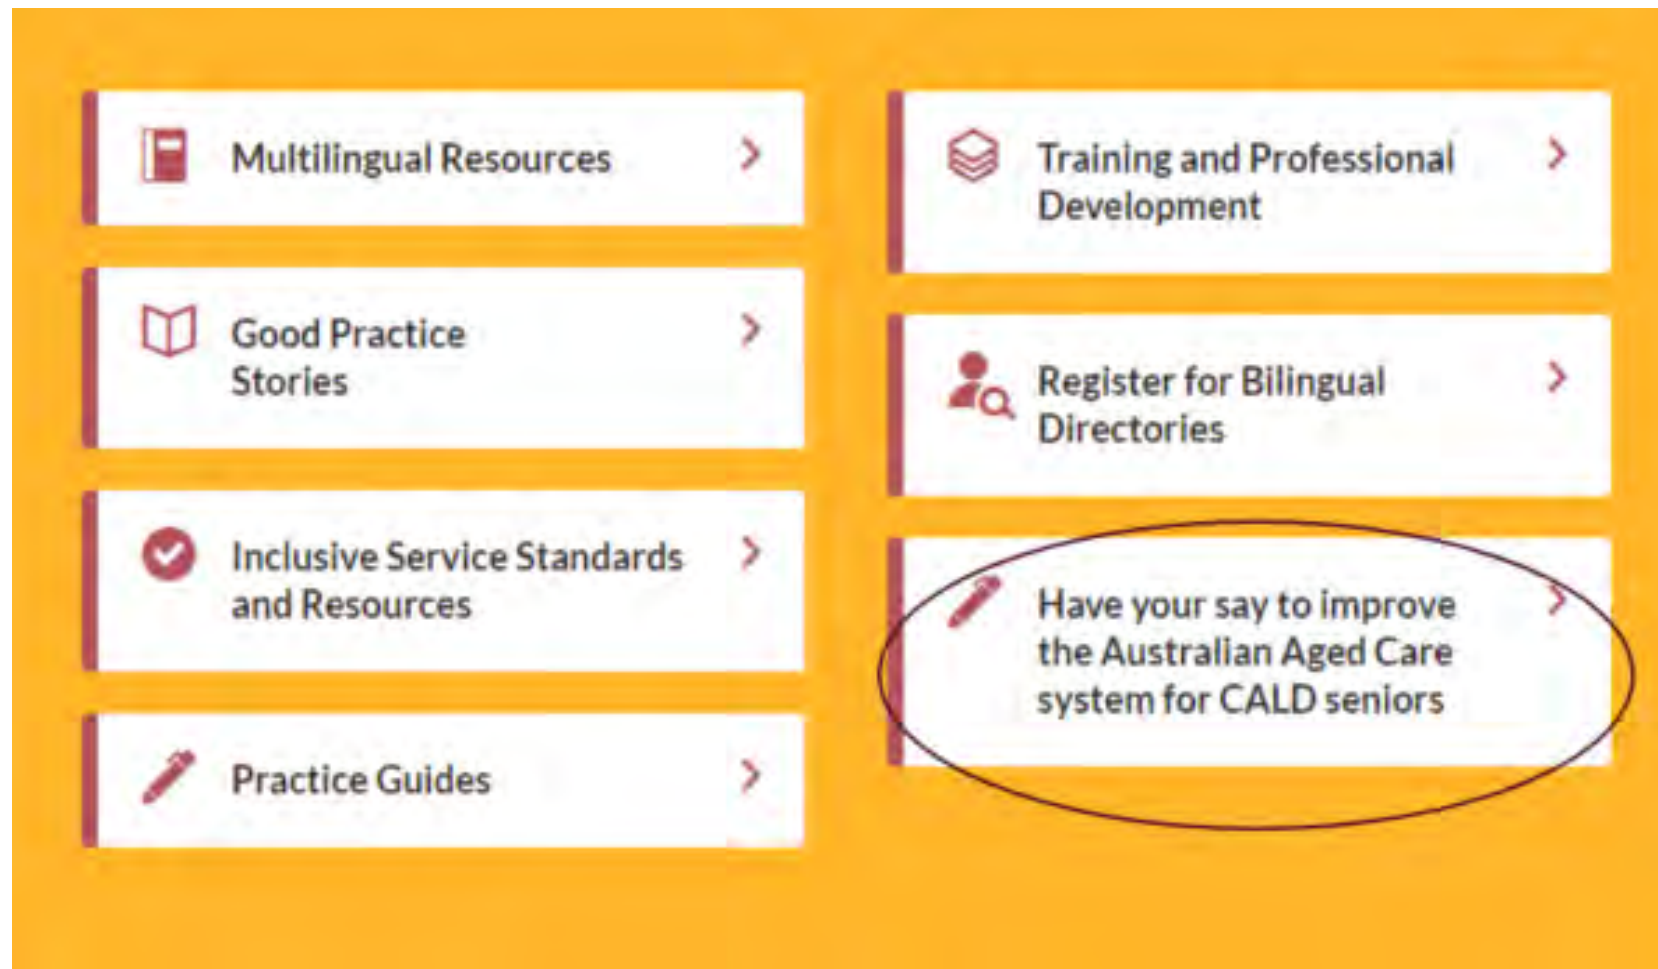 Multilingual Resources
Good Practice
Stories
Inclusive Service Standards
and Resources
Practice Guides
Training and Professional
Development
Register for Bilingual
Directories
Have your say to improve
the Australian Aged Care
system for CALD seniors